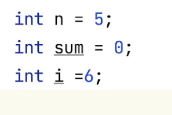 int n = 5;
int sum = 0;
int i =6;